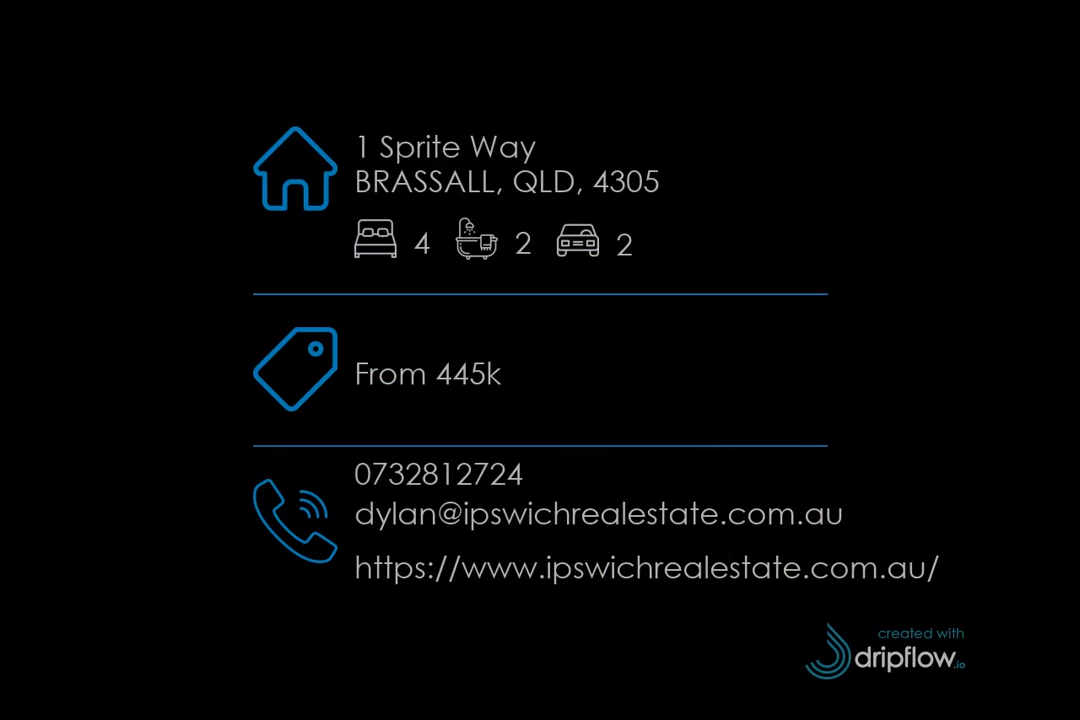 1 Sprite Way
BRASSALL, QLD, 4305
4 2 2
From 445k
0732812724
dylan@ipswichrealestate.com.au
https://www.ipswichrealestate.com.au/
created with
dripflow.io